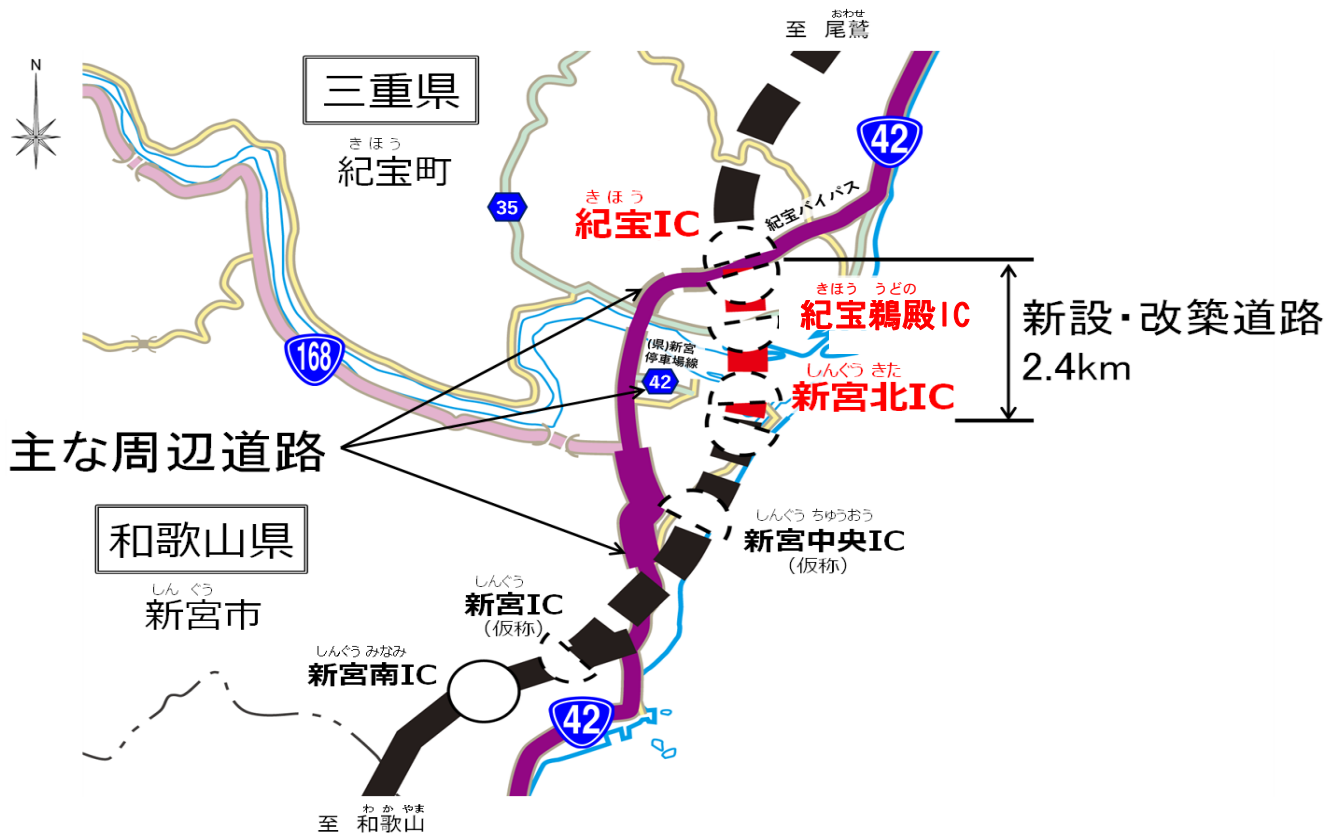 おわせ
至 尾鷲
N
三重県
きほう
紀宝町
42
35
きほう
紀宝IC
紀宝バイパス
きほう うどの
紀宝鵜殿IC
新設・改築道路
2.4km
168
(県)新宮
停車場線
42
しんぐう きた
新宮北IC
主な周辺道路
和歌山県
しん ぐう
新宮市
しんぐう ちゅうおう
新宮中央IC
(仮称)
しんぐう
新宮IC
(仮称)
しんぐう みなみ
新宮南IC
42
わ か やま
至 和歌山